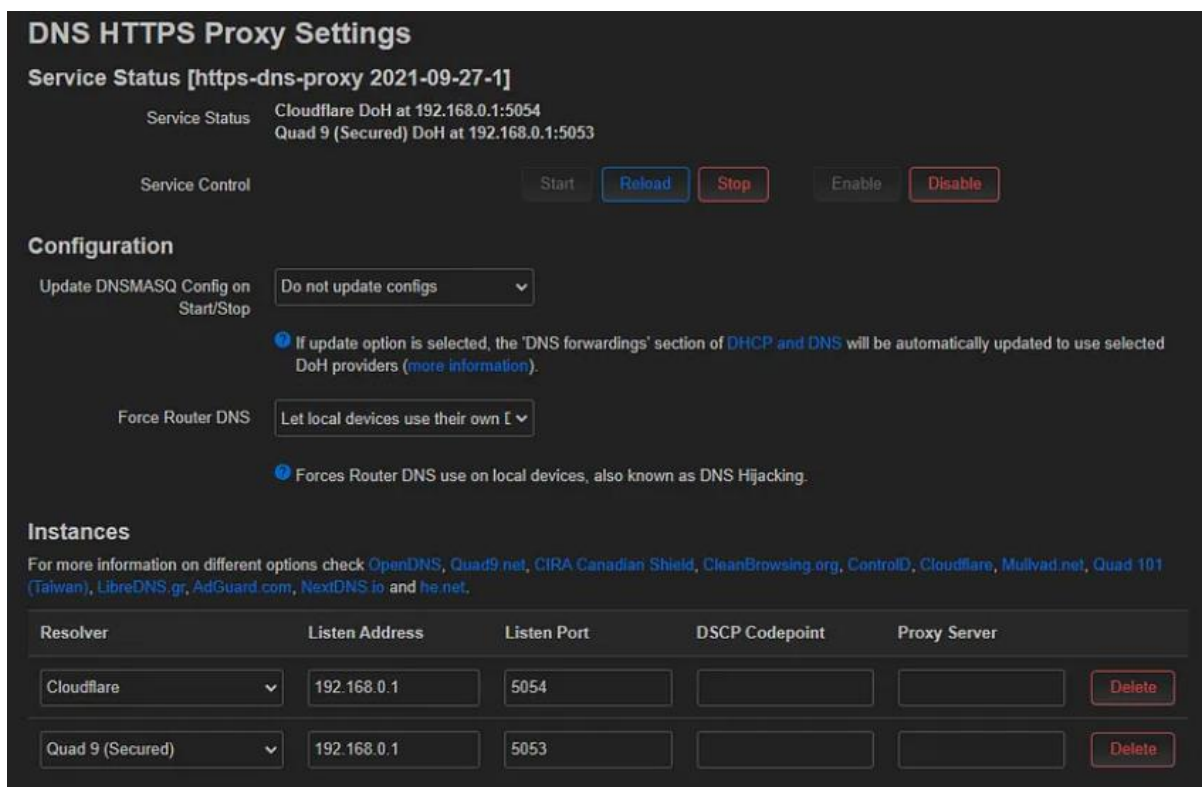 DNS HTTPS Proxy Settings
Service Status [https-dns-proxy 2021-09-27-1]
Service Status
Cloudflare DoH at 192.168.0.1:5054
Quad 9 (Secured) DoH at 192.168.0.1:5053
Service Control
Start Reload Stop Enable Disable
Configuration
Update DNSMASQ Config on
Start/Stop
Do not update configs
If update option is selected, the 'DNS forwardings' section of DHCP and DNS will be automatically updated to use selected
DoH providers (more information).
Force Router DNS
Let local devices use their own D
Forces Router DNS use on local devices, also known as DNS Hijacking.
Instances
For more information on different options check OpenDNS, Quad9.net, CIRA Canadian Shield, CleanBrowsing.org, ControlD, Cloudflare, Mullvad.net, Quad 101
(Taiwan), LibreDNS.gr, AdGuard.com, NextDNS.io and he.net.
Resolver Listen Address Listen Port DSCP Codepoint Proxy Server
Cloudflare 192.168.0.1 5054 Delete
Quad 9 (Secured) 192.168.0.1 5053 Delete